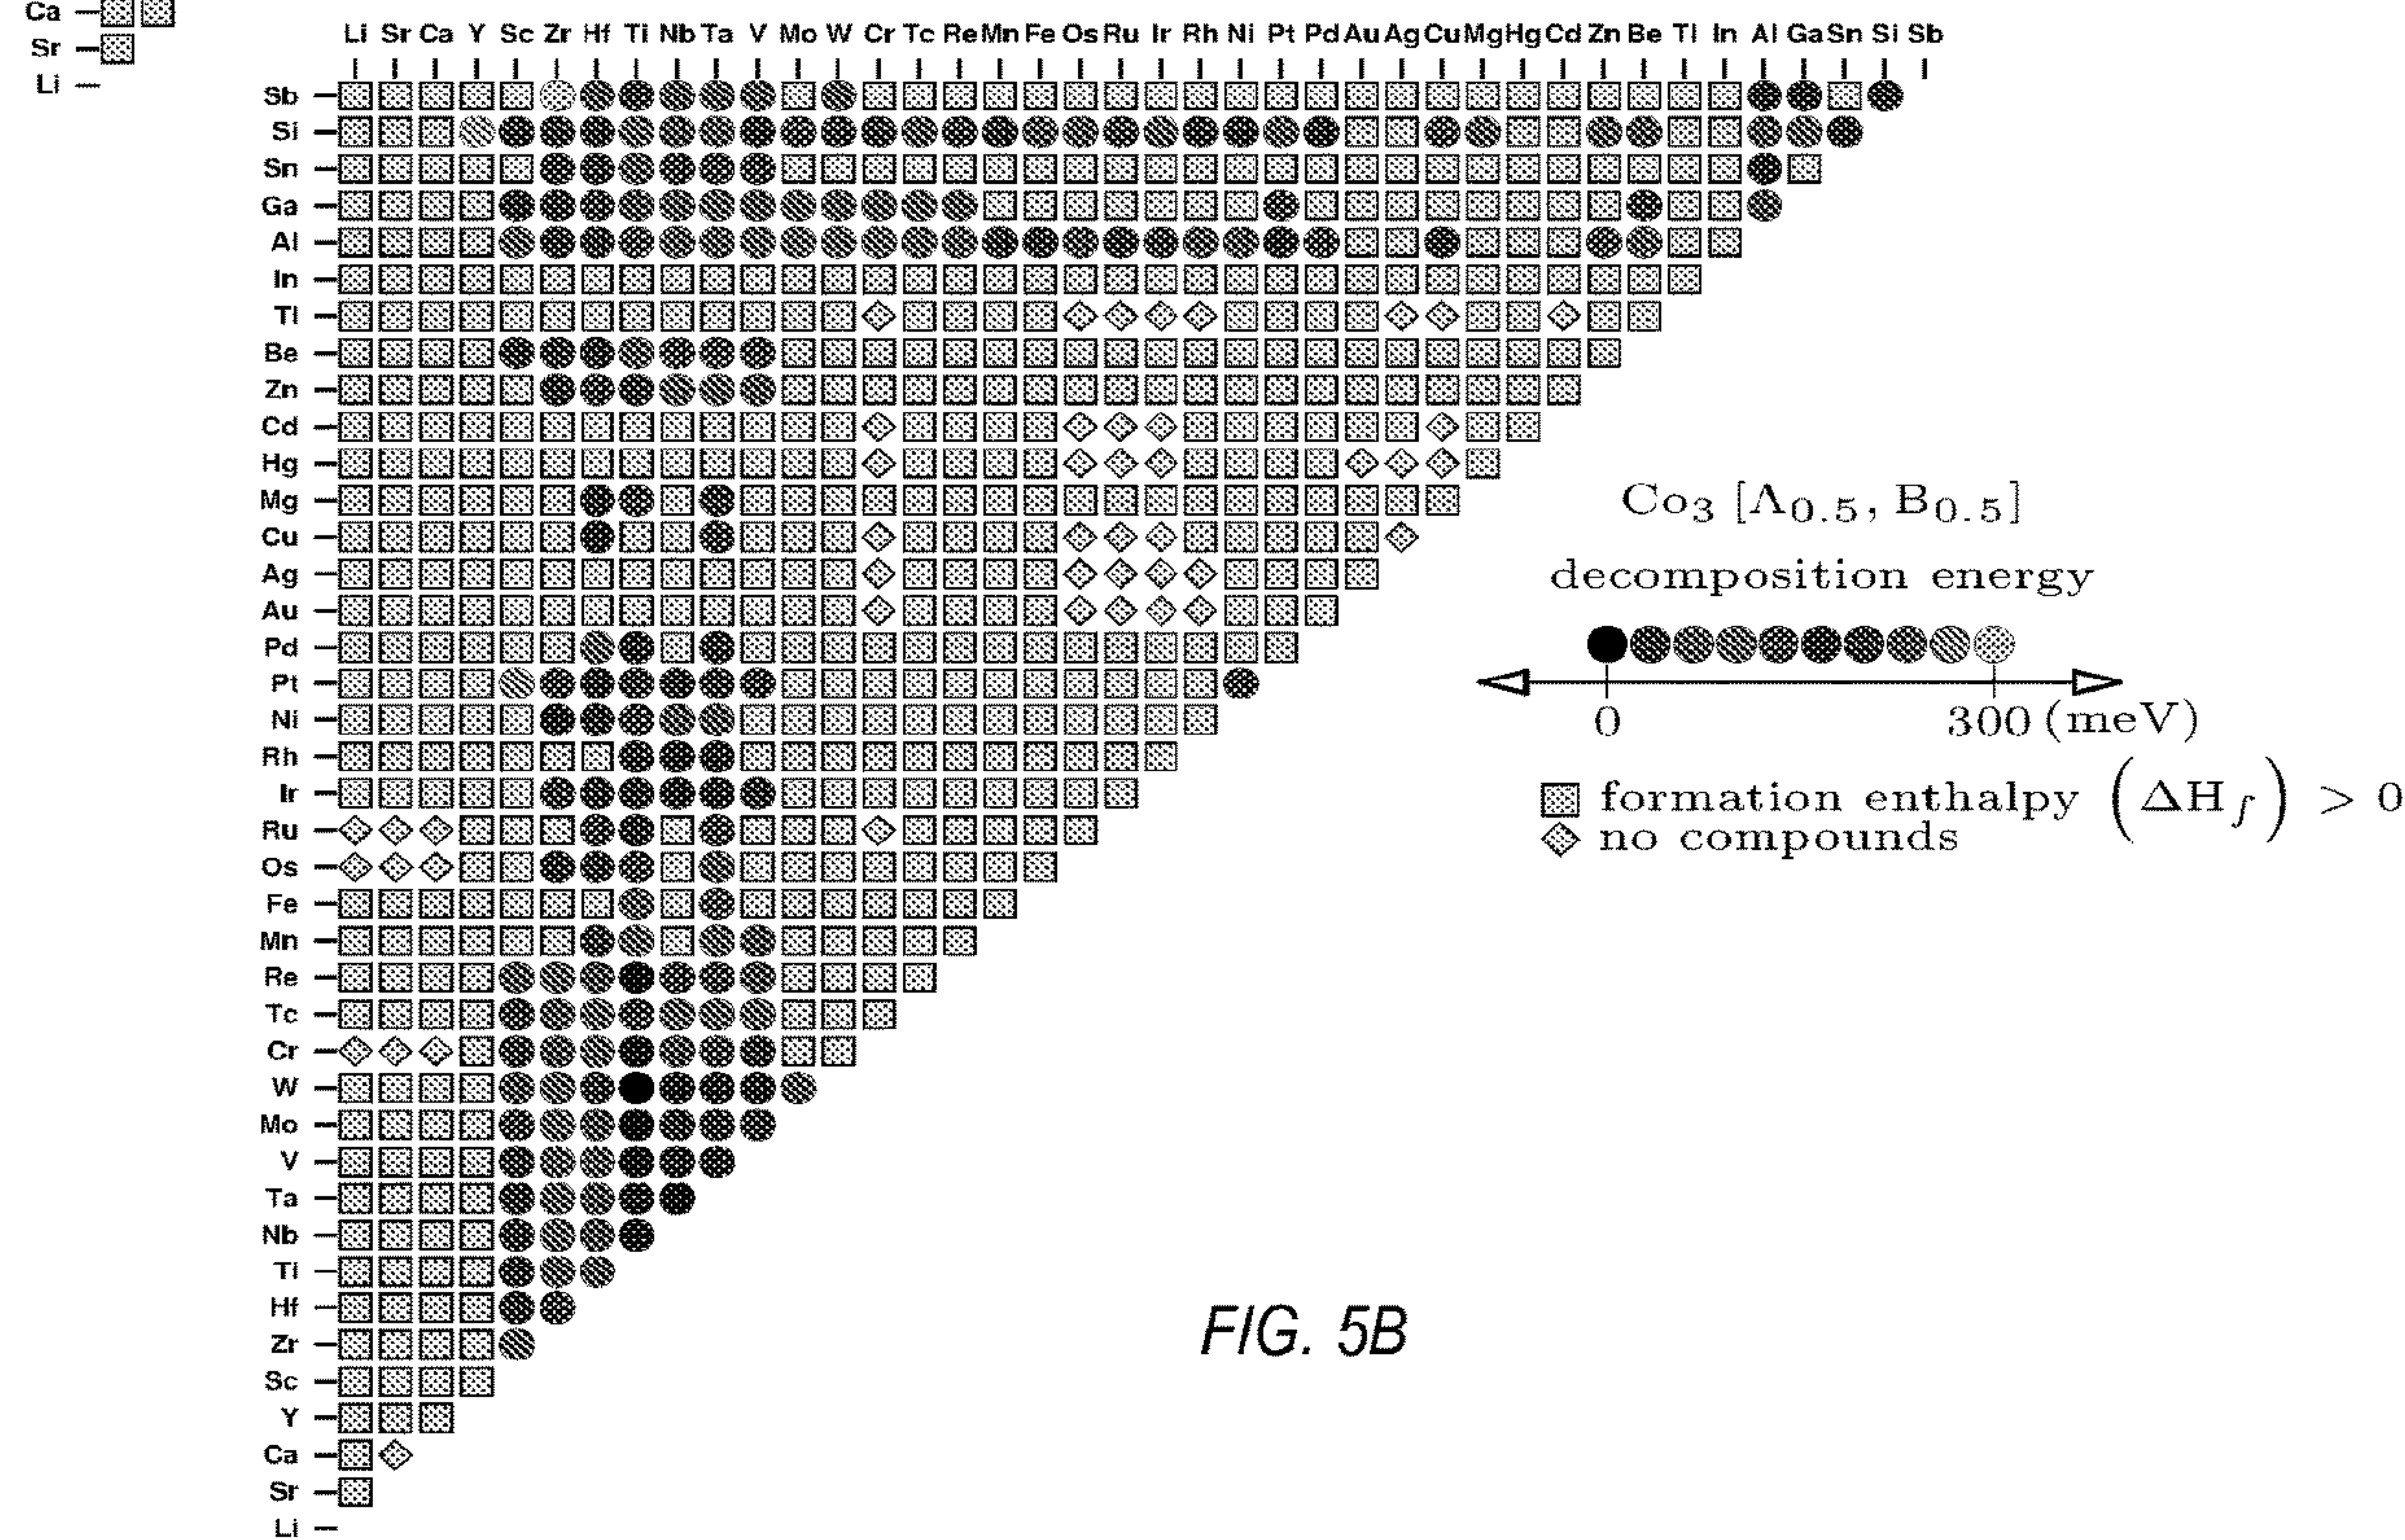 Ca
Sr
Li
Li Sr Ca Y Sc Zr Hf Ti Nb Ta V Mo W Cr Tc Re Mn Fe Os Ru Ir Rh Ni Pt Pd Au Ag Cu Mg Hg Cd Zn Be Tl In Al Ga Sn Si Sb
Sb
Si
Sn
Ga
Al
In
Tl
Be
Zn
Cd
Hg
Mg
Cu
Ag
Au
Pd
Pt
Ni
Rh
Ir
Ru
Os
Fe
Mn
Re
Tc
Cr
W
Mo
V
Ta
Nb
Ti
Hf
Zr
Sc
Y
Ca
Sr
Li
Co3 [A0.5, B0.5]
decomposition energy
0 300 (meV)
formation enthalpy (ΔHf) > 0
no compounds
FIG. 5B